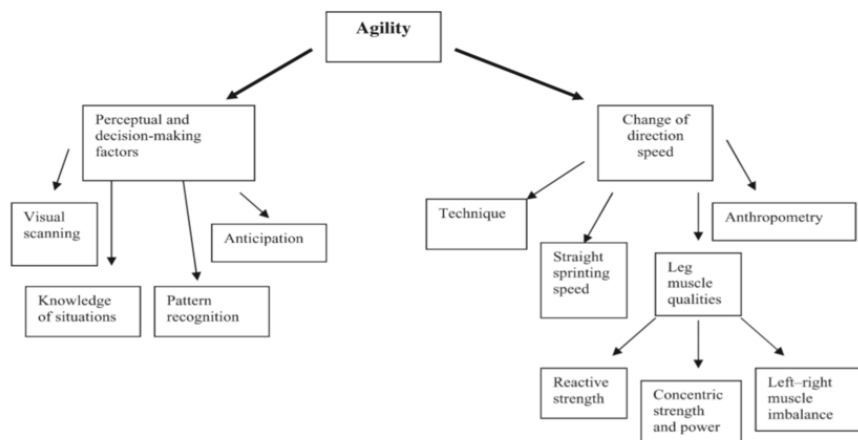 Agility
Perceptual and
decision-making
factors
Change of
direction
speed
Visual
scanning
Anticipation
Technique
Anthropometry
Straight
sprinting
speed
Leg
muscle
qualities
Knowledge
of situations
Pattern
recognition
Reactive
strength
Concentric
strength
and power
Left–right
muscle
imbalance